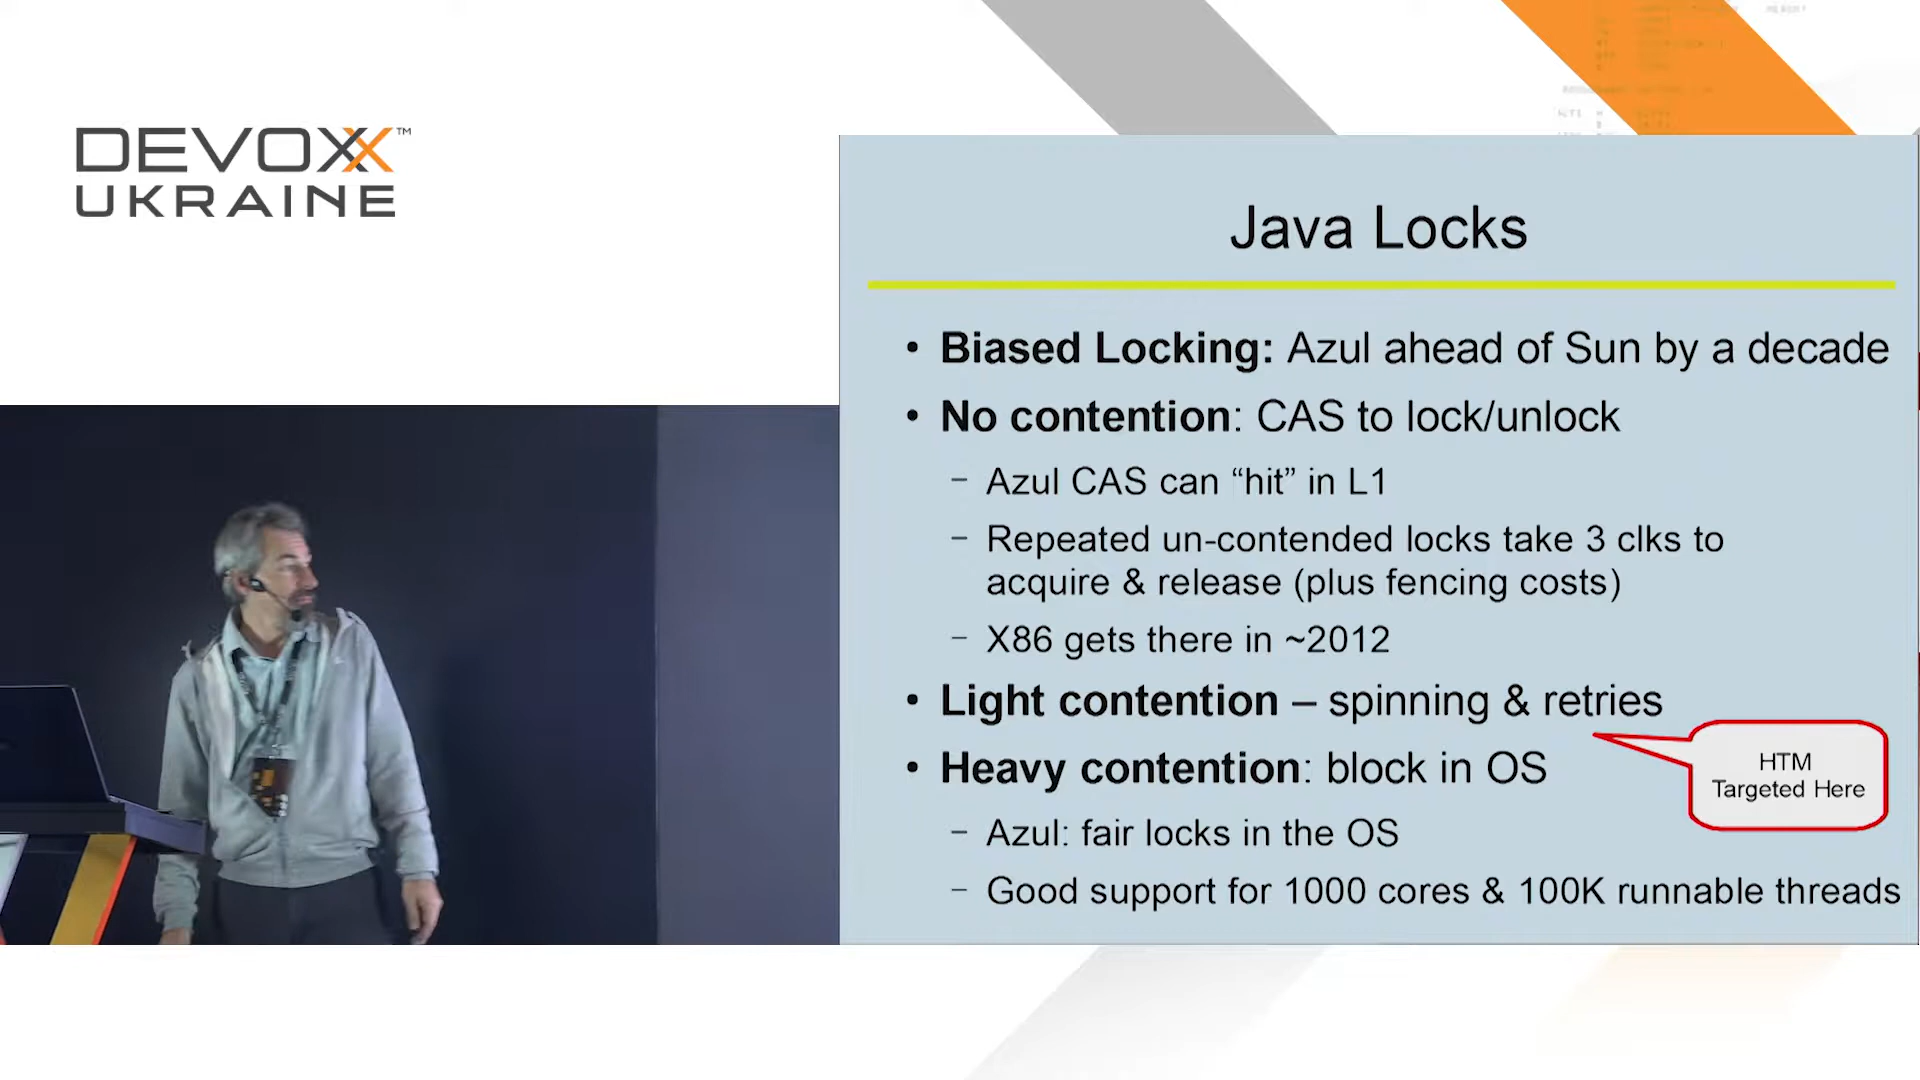 DEVOXX™
UKRAINE
Java Locks
• Biased Locking: Azul ahead of Sun by a decade
• No contention: CAS to lock/unlock
– Azul CAS can “hit” in L1
– Repeated un-contended locks take 3 clks to
acquire & release (plus fencing costs)
– X86 gets there in ~2012
• Light contention – spinning & retries
• Heavy contention: block in OS
– Azul: fair locks in the OS
– Good support for 1000 cores & 100K runnable threads
HTM
Targeted Here